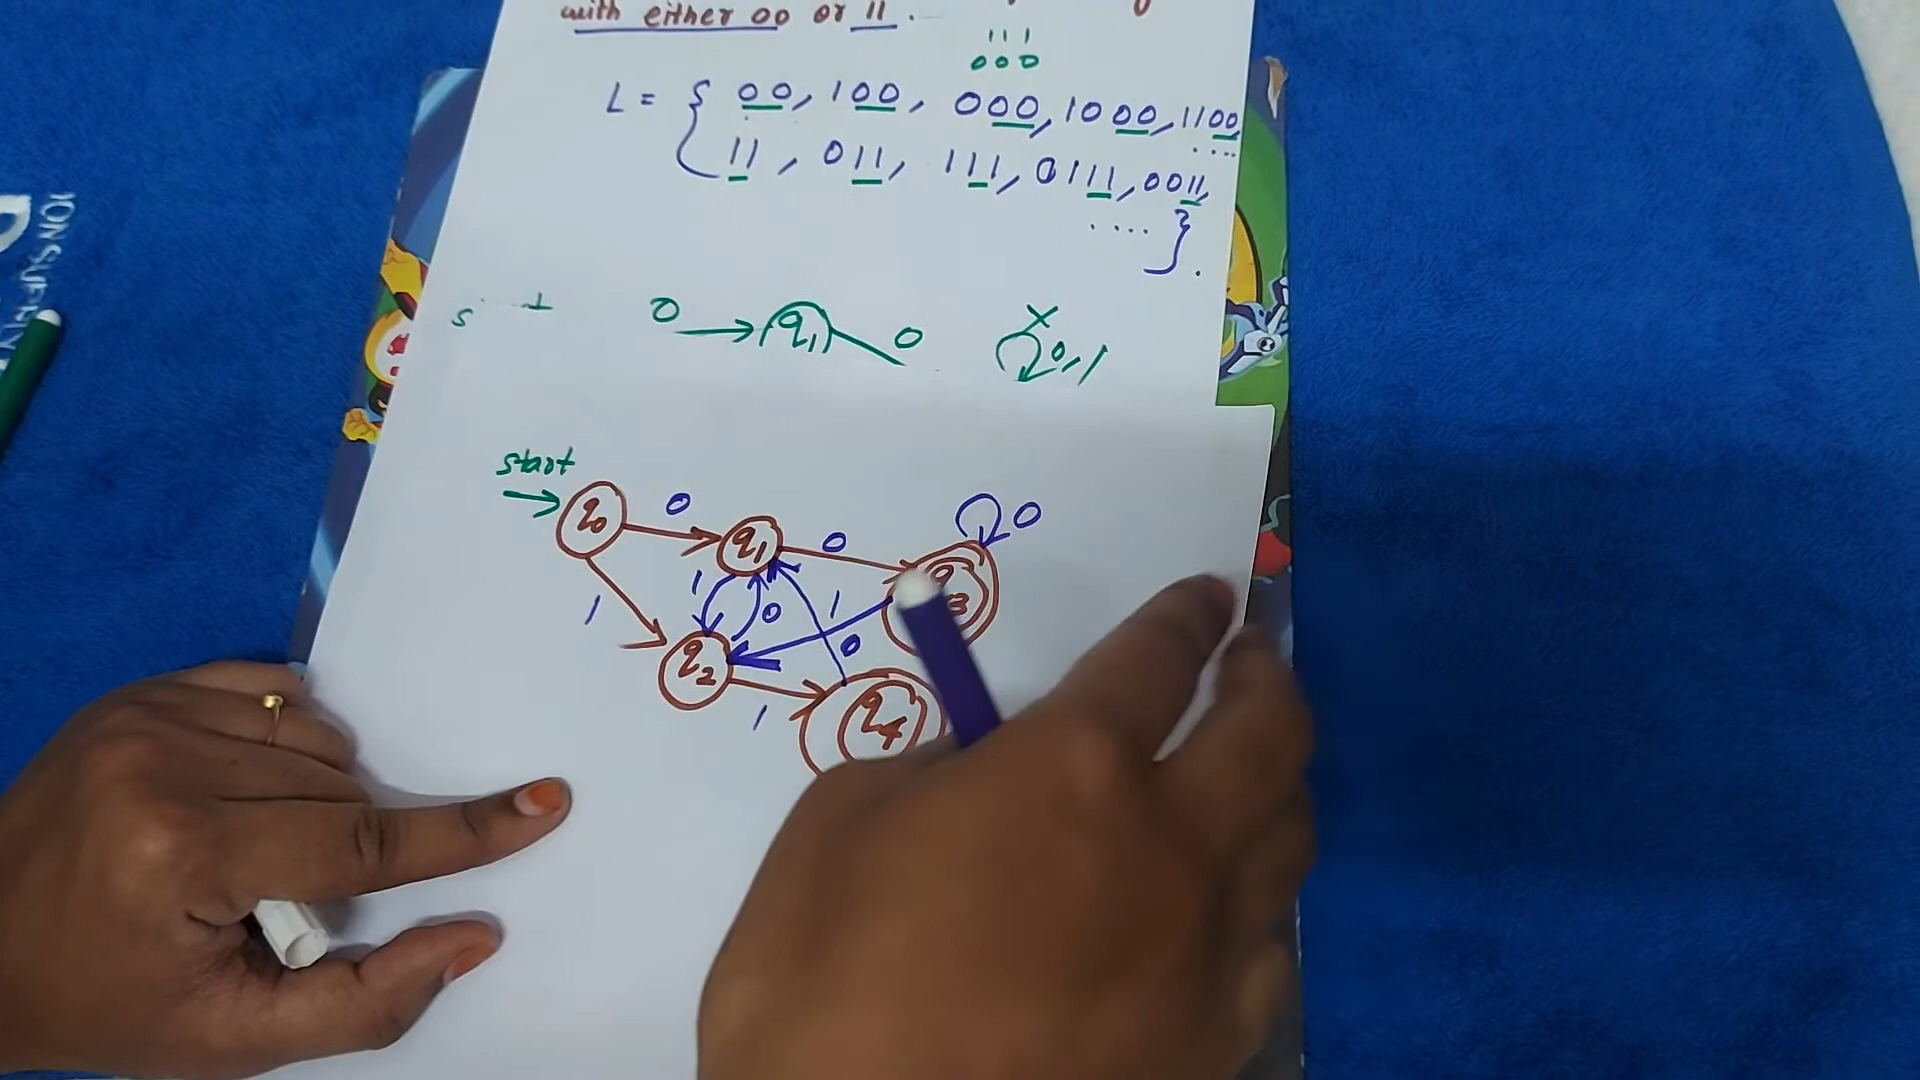 with either 00 or 11.
111
000
L = { 00, 100, 000, 1000, 1100, ....
11, 011, 111, 0111, 0011, .... }.
0 q1 0 x 0,1
start
q0 0 q1 0 q3 0
1 1 0 1 0
q2 1 q4